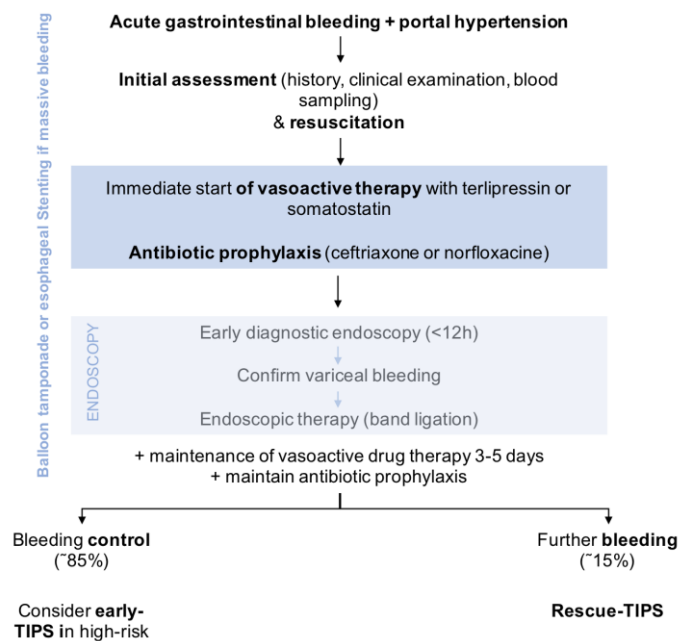 Acute gastrointestinal bleeding + portal hypertension
Balloon tamponade or esophageal Stenting if massive bleeding
Initial assessment (history, clinical examination, blood
sampling)
& resuscitation
Immediate start of vasoactive therapy with terlipressin or
somatostatin
Antibiotic prophylaxis (ceftriaxone or norfloxacine)
ENDOSCOPY
Early diagnostic endoscopy (<12h)
Confirm variceal bleeding
Endoscopic therapy (band ligation)
+ maintenance of vasoactive drug therapy 3-5 days
+ maintain antibiotic prophylaxis
Bleeding control
(~85%)
Consider early-
TIPS in high-risk
Further bleeding
(~15%)
Rescue-TIPS